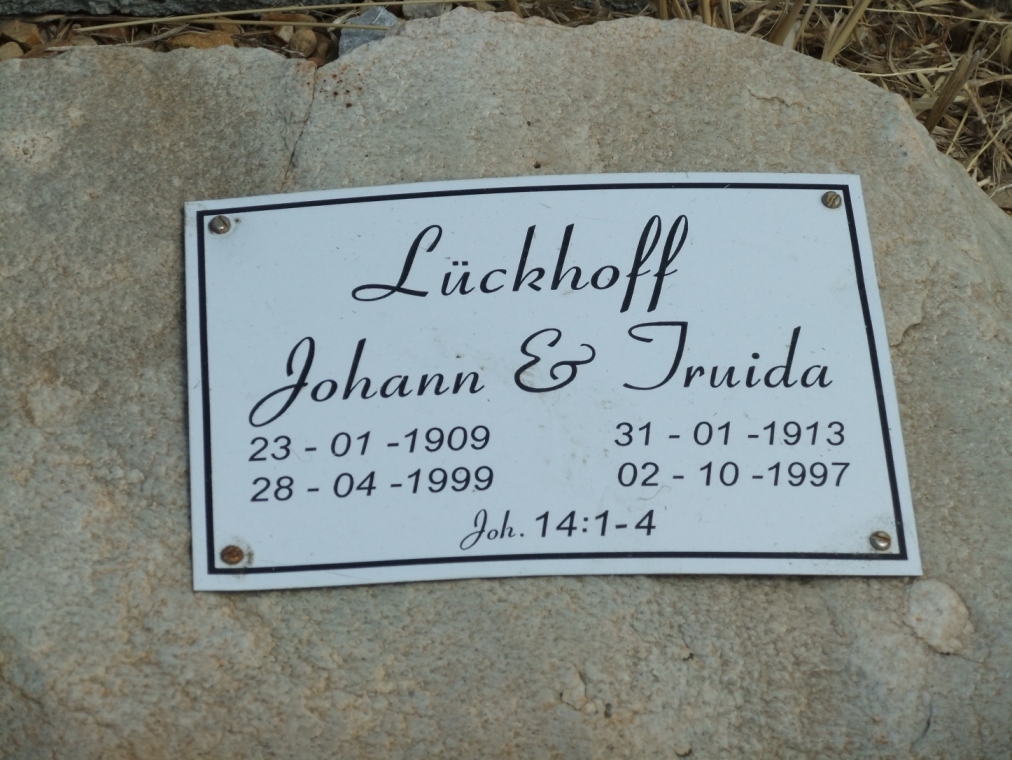 Lückhoff
Johann & Truida
23 - 01 -1909 31 - 01 -1913
28 - 04 -1999 02 - 10 -1997
Joh. 14:1-4